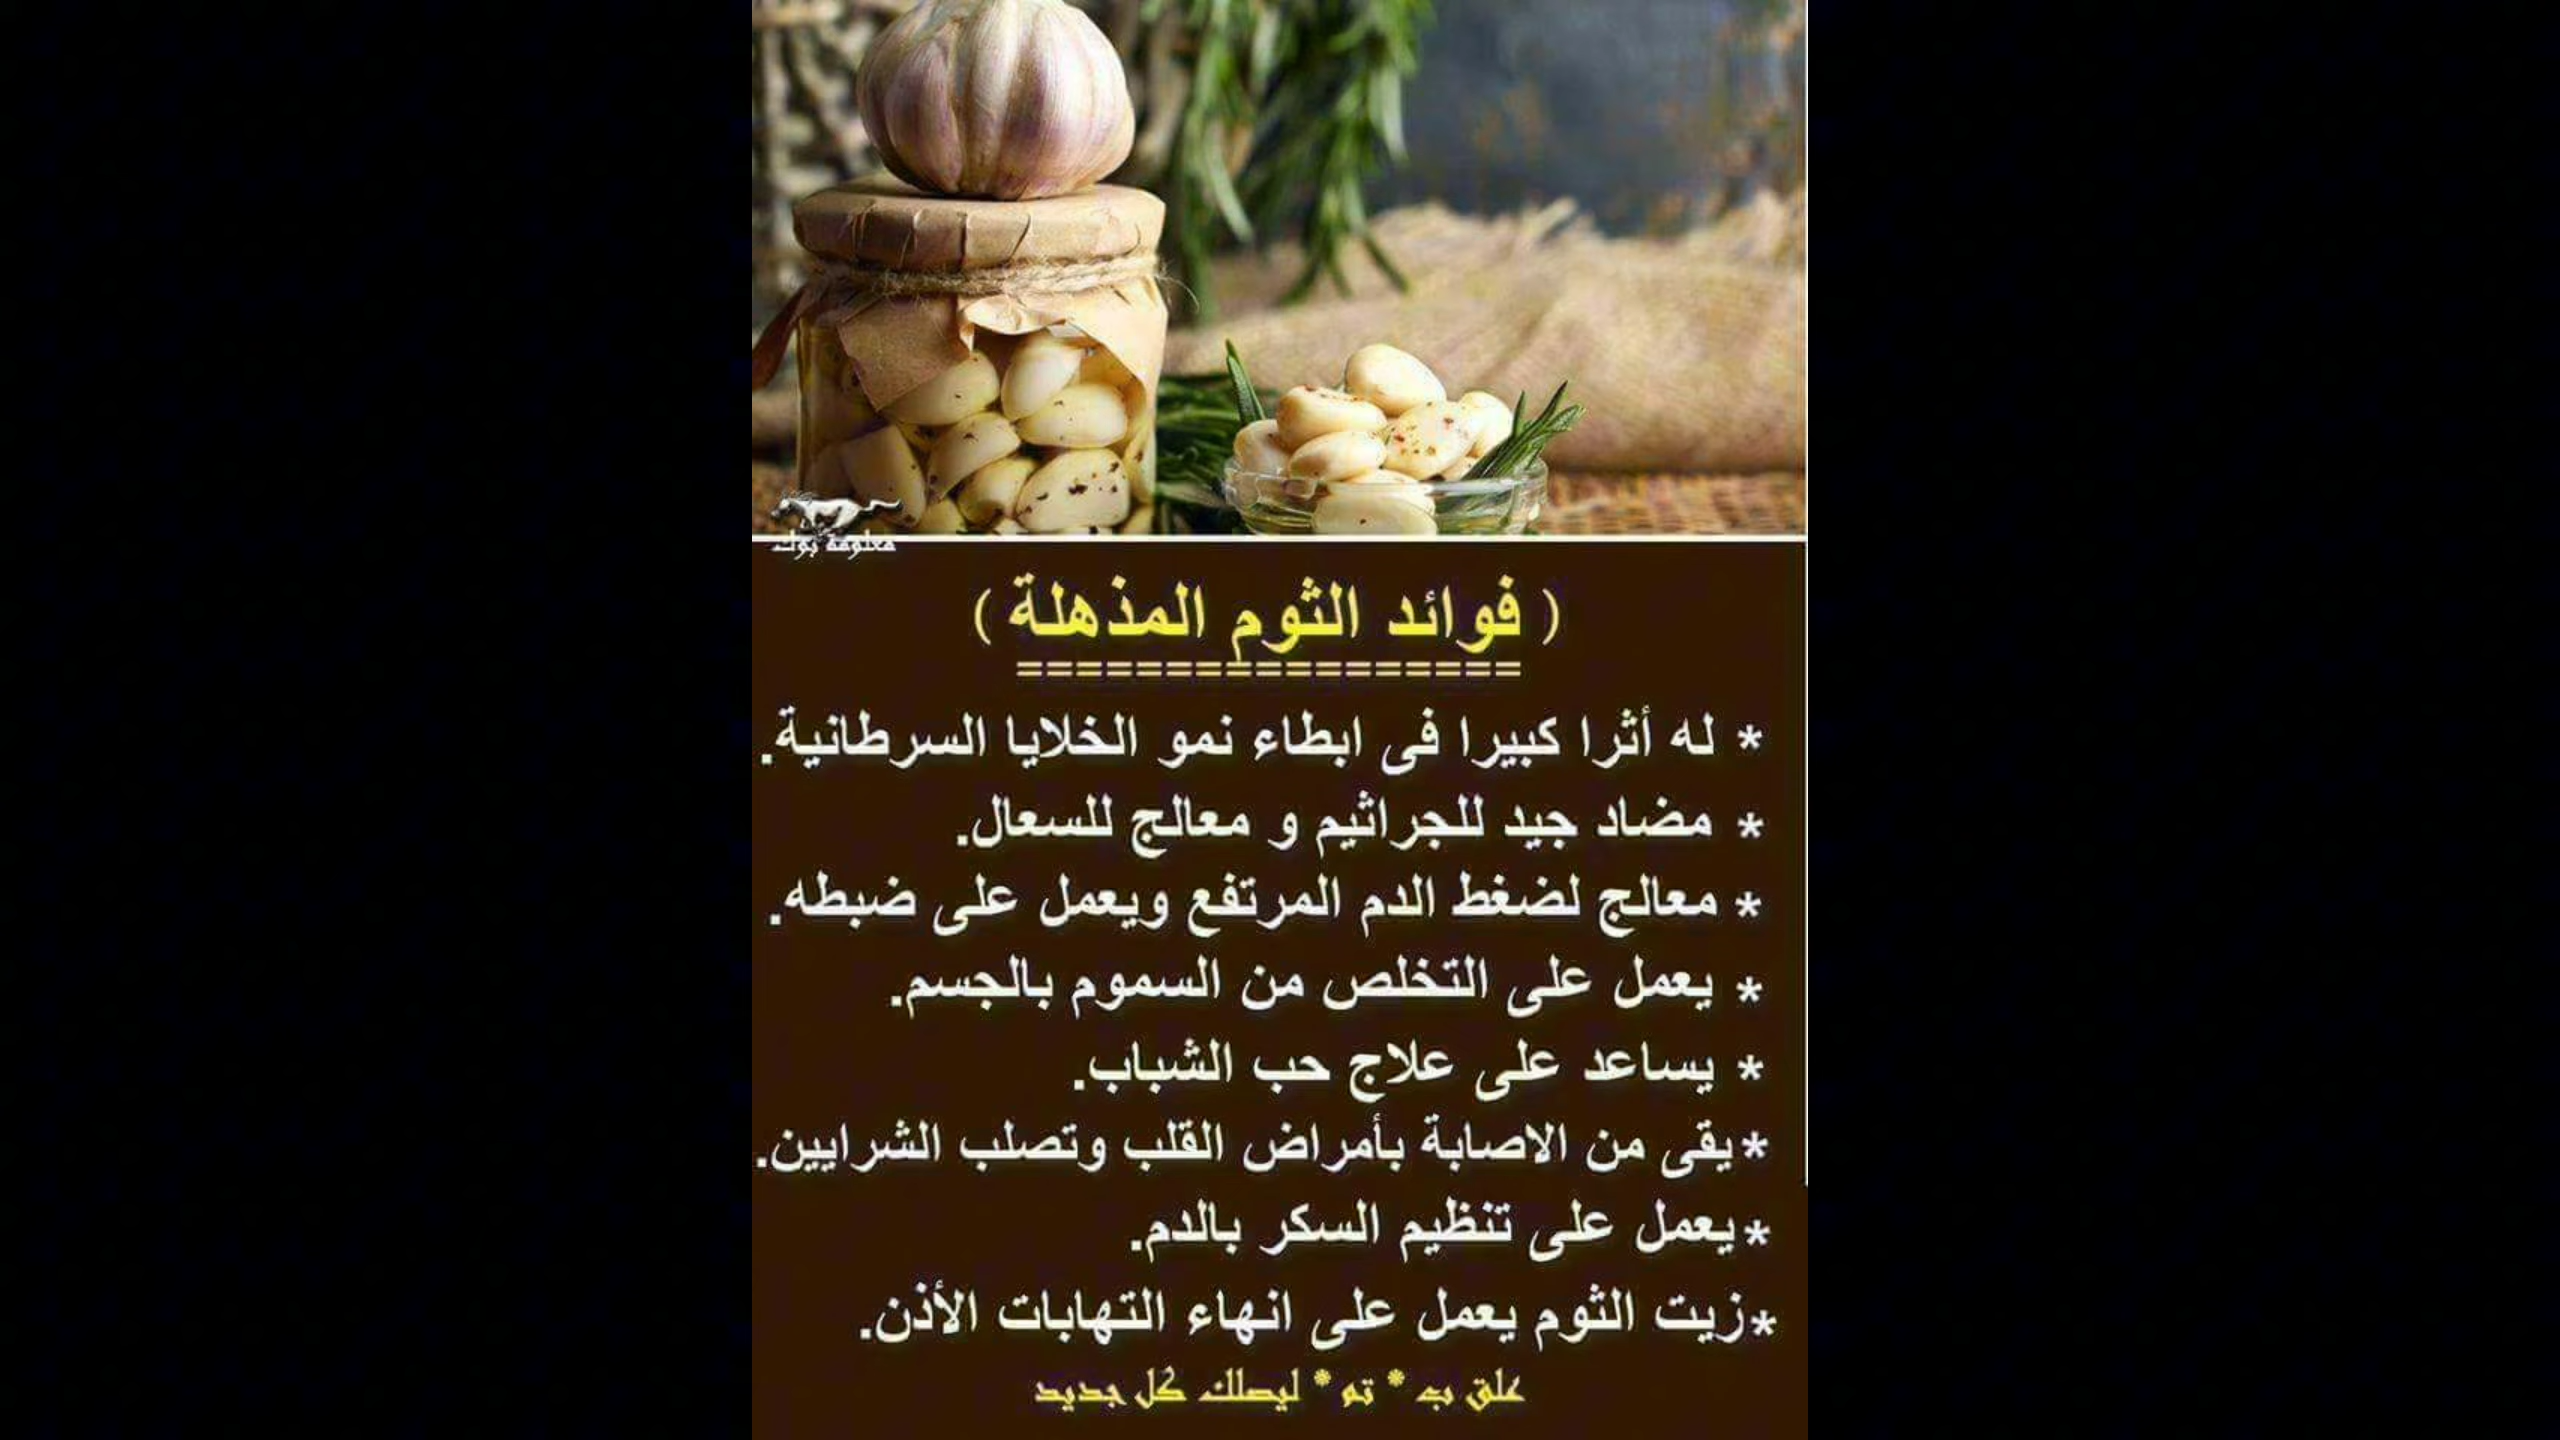 معلومة بوك
( فوائد الثوم المذهلة )
=================
* له أثرا كبيرا فى ابطاء نمو الخلايا السرطانية.
* مضاد جيد للجراثيم و معالج للسعال.
* معالج لضغط الدم المرتفع ويعمل على ضبطه.
* يعمل على التخلص من السموم بالجسم.
* يساعد على علاج حب الشباب.
*يقى من الاصابة بأمراض القلب وتصلب الشرايين.
*يعمل على تنظيم السكر بالدم.
*زيت الثوم يعمل على انهاء التهابات الأذن.
علق ب * تم * ليصلك كل جديد